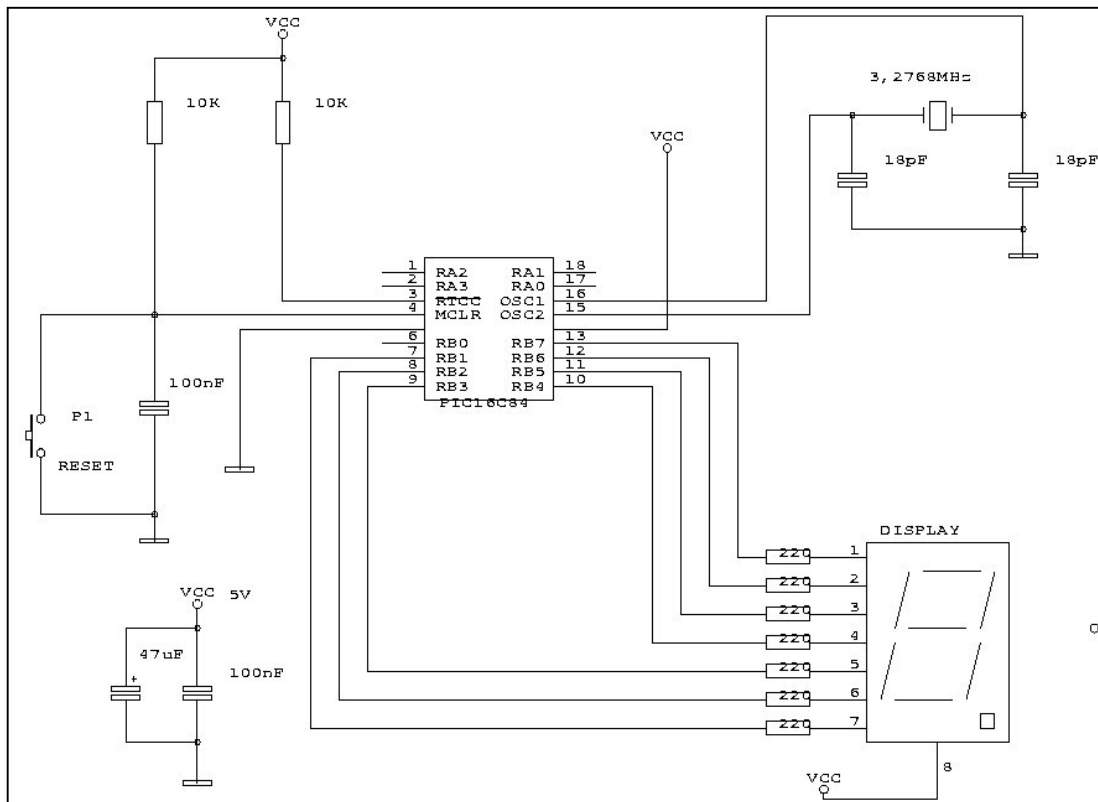 VCC
10K
10K
VCC
3,2768MHz
18pF
18pF
1 RA2 RA1 18
2 RA3 RA0 17
3 RTCC OSC1 16
4 MCLR OSC2 15
6 RB0 RB7 13
7 RB1 RB6 12
8 RB2 RB5 11
9 RB3 RB4 10
PIC16C84
100nF
P1
RESET
DISPLAY
220 1
220 2
220 3
220 4
220 5
220 6
220 7
8
VCC
VCC 5V
47uF
+
100nF